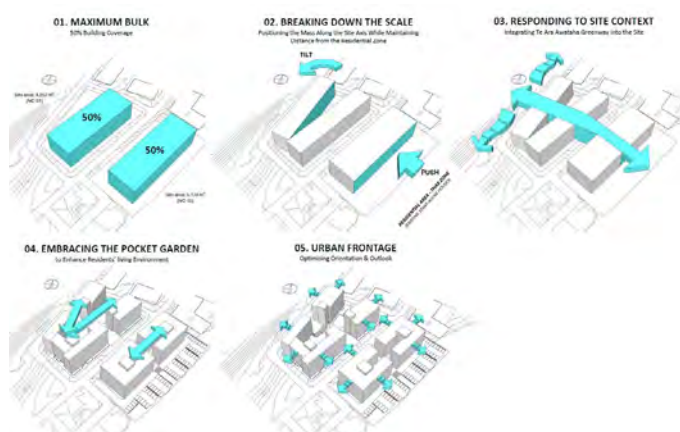 01. MAXIMUM BULK
50% Building Coverage
50%
50%
02. BREAKING DOWN THE SCALE
Positioning the Mass Along the Site Axis While Maintaining
Distance from the Residential Zone
TILT
PUSH
03. RESPONDING TO SITE CONTEXT
Integrating Te Ara Awataha Greenway into the Site
04. EMBRACING THE POCKET GARDEN
to Enhance Residents' living Environment
05. URBAN FRONTAGE
Optimising Orientation & Outlook